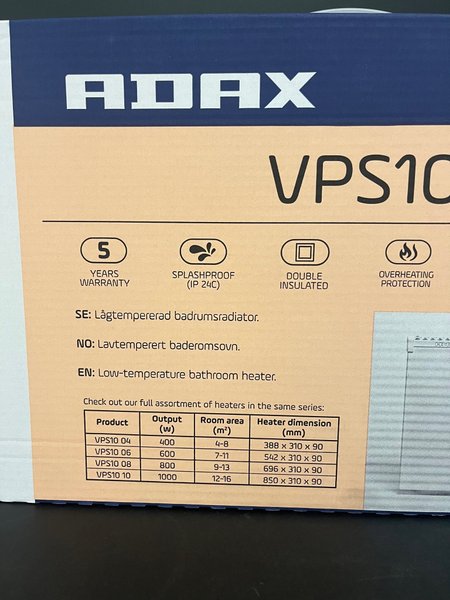 ADAX
VPS10
5
YEARS
WARRANTY
SPLASHPROOF
(IP 24C)
DOUBLE
INSULATED
OVERHEATING
PROTECTION
SE: Lågtempererad badrumsradiator.
NO: Lavtemperert baderomsovn.
EN: Low-temperature bathroom heater.
Check out our full assortment of heaters in the same series:
Product Output (w) Room area (m²) Heater dimension (mm)
VPS10 04 400 4-8 388 x 310 x 90
VPS10 06 600 7-11 542 x 310 x 90
VPS10 08 800 9-13 696 x 310 x 90
VPS10 10 1000 12-16 850 x 310 x 90